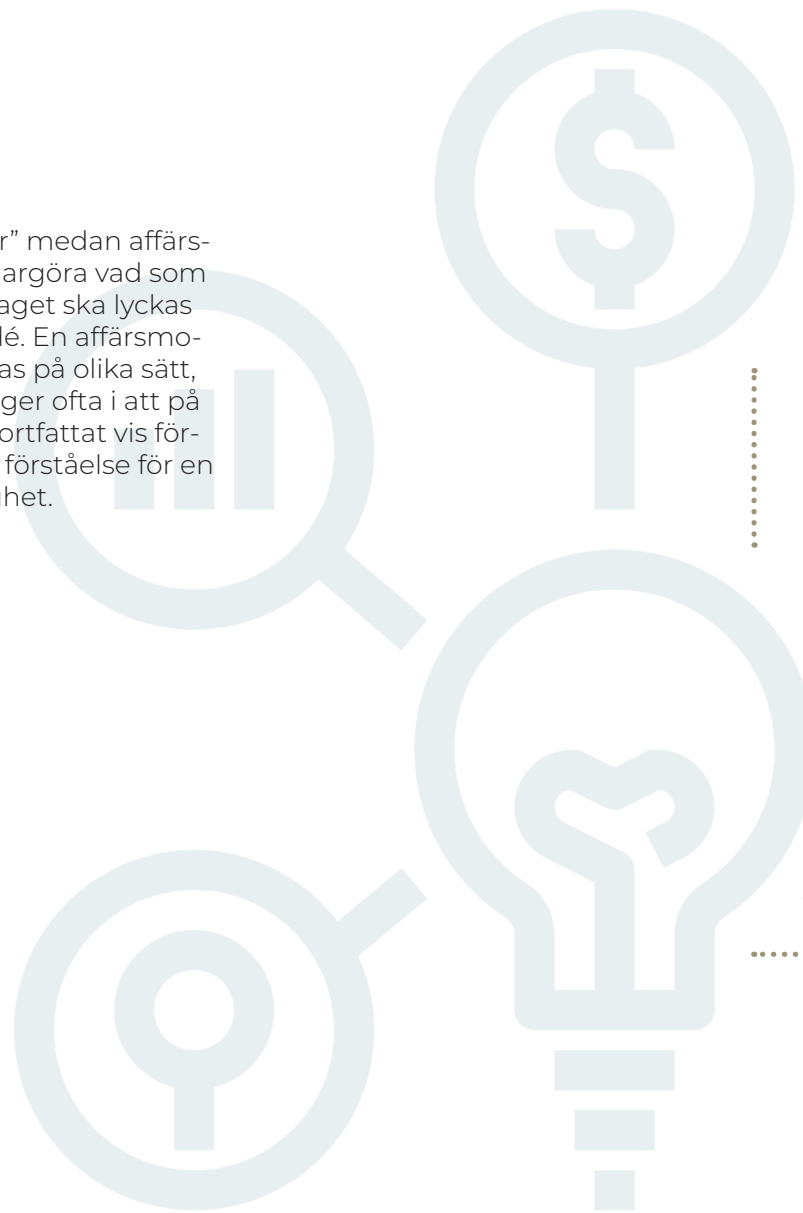 r” medan affärs-
argöra vad som
aget ska lyckas
lé. En affärsmo-
as på olika sätt,
ger ofta i att på
ortfattat vis för-
förståelse för en
ghet.